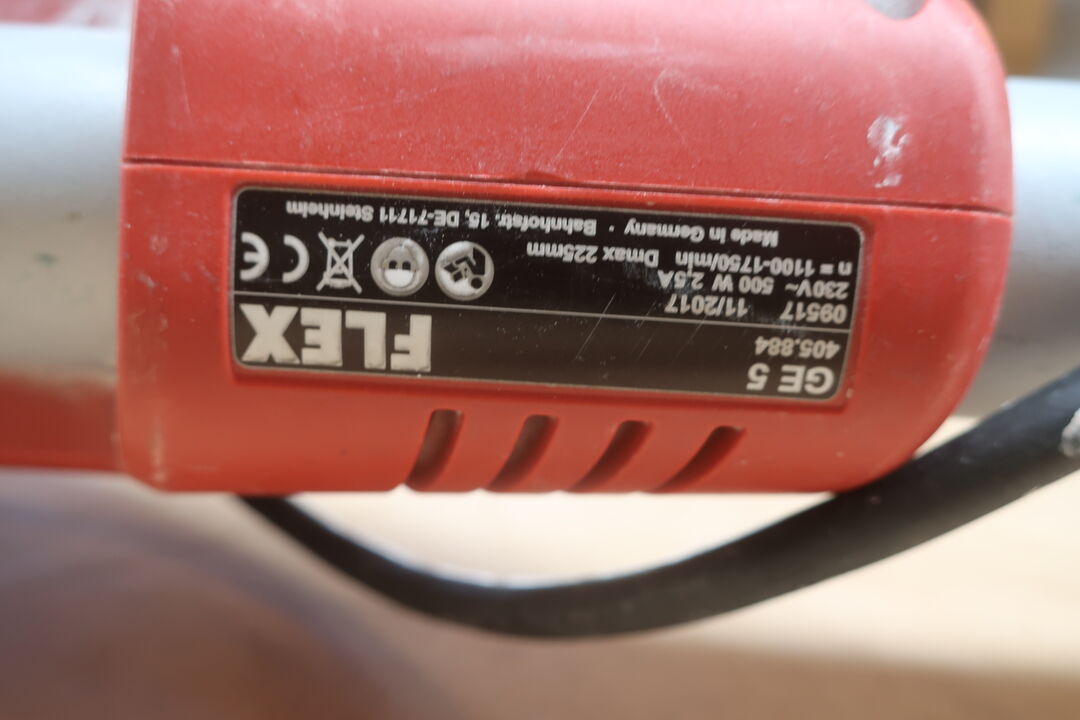 GE 5
405.884
FLEX
09517 11/2017
230V~ 500 W 2,5A
n = 1100-1750/min Dmax 225mm
Made in Germany · Bahnhofstr. 15, DE-71711 Steinheim
CE